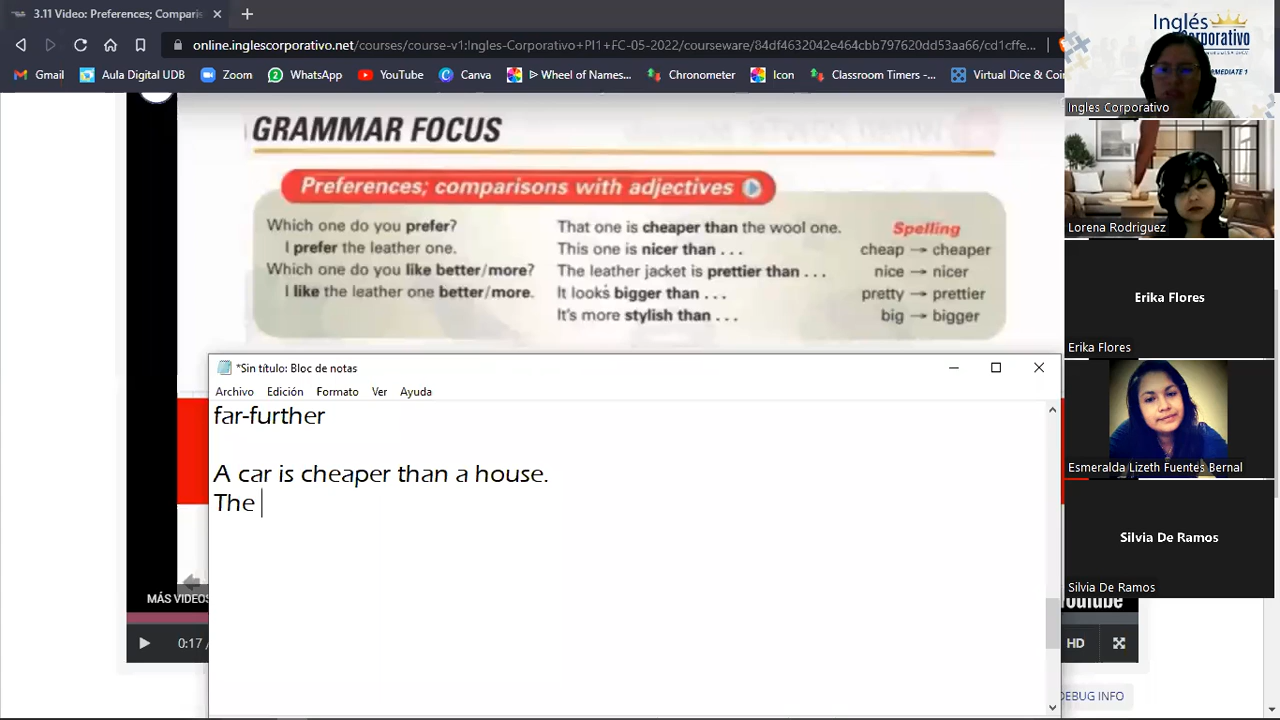 3.11 Video: Preferences; Comparis
online.inglescorporativo.net/courses/course-v1:Ingles-Corporativo+PI1+FC-05-2022/courseware/84df4632042e464cbb797620dd53aa66/cd1cffe...
Gmail
Aula Digital UDB
Zoom
WhatsApp
YouTube
Canva
▷ Wheel of Names...
Chronometer
Icon
Classroom Timers -...
Virtual Dice & Coin
GRAMMAR FOCUS
Preferences; comparisons with adjectives
Which one do you prefer?
I prefer the leather one.
Which one do you like better/more?
I like the leather one better/more.
That one is cheaper than the wool one.
This one is nicer than . . .
The leather jacket is prettier than . . .
It looks bigger than . . .
It's more stylish than . . .
Spelling
cheap → cheaper
nice → nicer
pretty → prettier
big → bigger
*Sin título: Bloc de notas
Archivo Edición Formato Ver Ayuda
far-further
A car is cheaper than a house.
The
MÁS VIDEOS
YouTube
0:17 /
HD
DEBUG INFO
Inglés
Corporativo
INTERMEDIATE 1
Ingles Corporativo
Lorena Rodriguez
Erika Flores
Erika Flores
Esmeralda Lizeth Fuentes Bernal
Silvia De Ramos
Silvia De Ramos